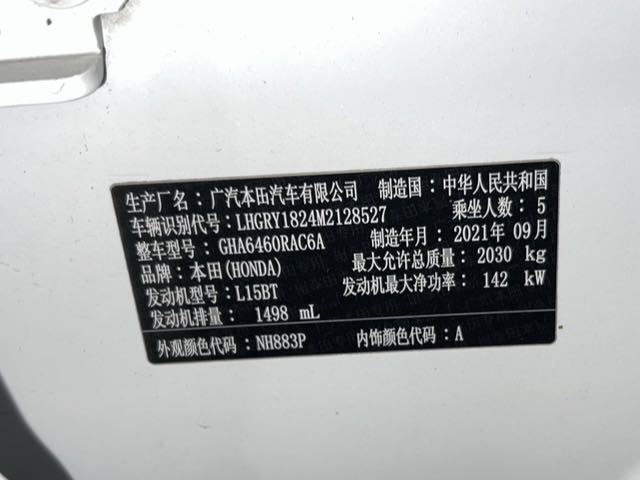 生产厂名：广汽本田汽车有限公司 制造国：中华人民共和国
车辆识别代号：LHGRY1824M2128527 乘坐人数：5
整车型号：GHA6460RAC6A 制造年月：2021年09月
品牌：本田(HONDA) 最大允许总质量：2030 kg
发动机型号：L15BT 发动机最大净功率：142 kW
发动机排量：1498 mL
外观颜色代码：NH883P 内饰颜色代码：A